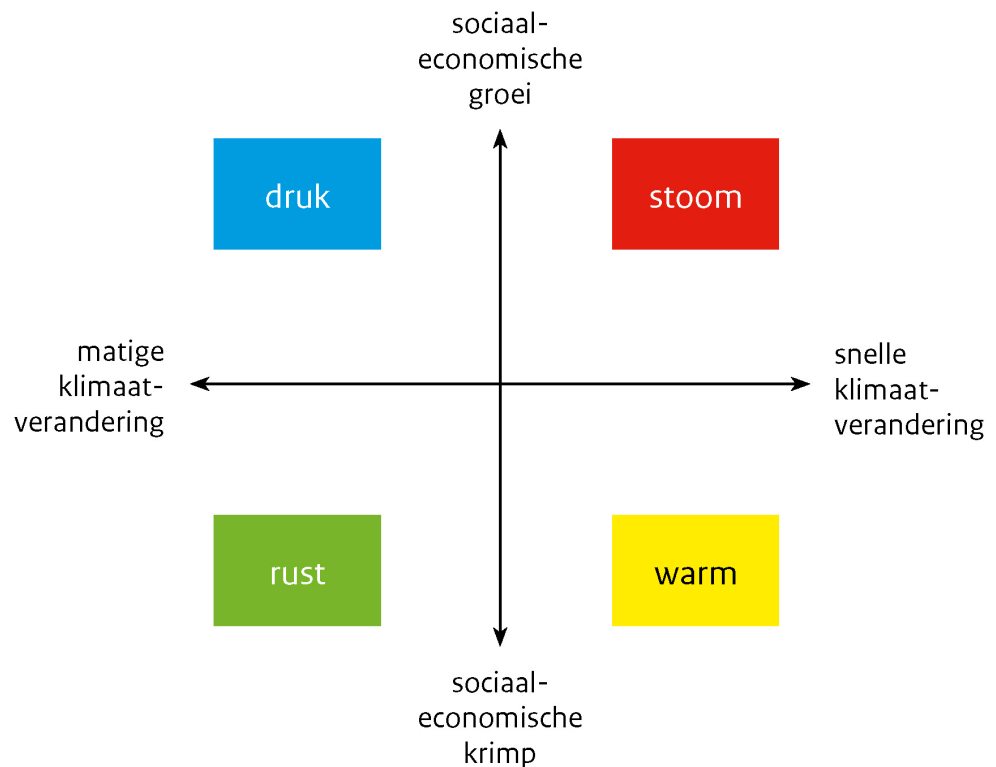 sociaal-
economische
groei
druk
stoom
matige
klimaat-
verandering
snelle
klimaat-
verandering
rust
warm
sociaal-
economische
krimp